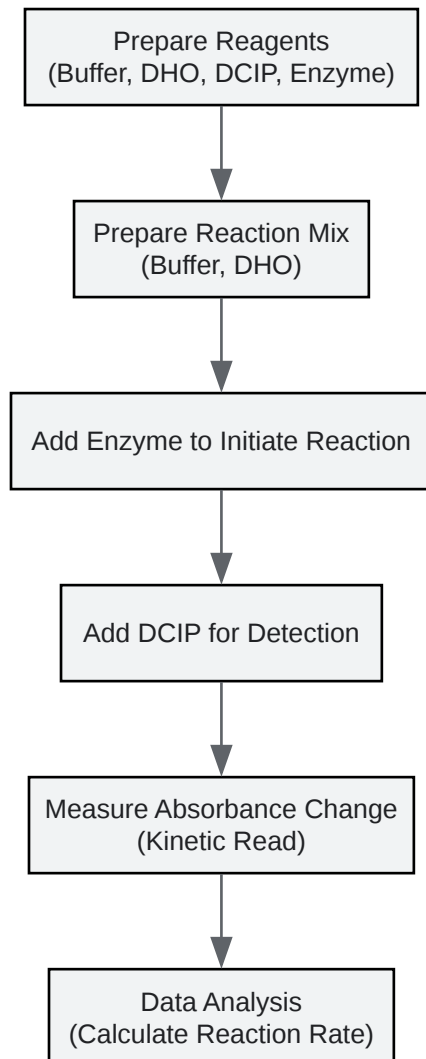 Prepare Reagents
(Buffer, DHO, DCIP, Enzyme)
Prepare Reaction Mix
(Buffer, DHO)
Add Enzyme to Initiate Reaction
Add DCIP for Detection
Measure Absorbance Change
(Kinetic Read)
Data Analysis
(Calculate Reaction Rate)